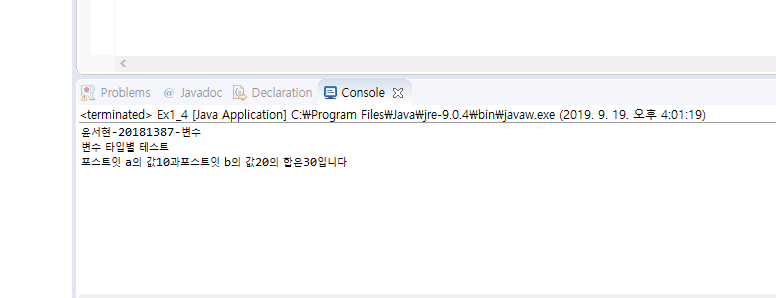 Problems @ Javadoc Declaration Console
<terminated> Ex1_4 [Java Application] C:₩Program Files₩Java₩jre-9.0.4₩bin₩javaw.exe (2019. 9. 19. 오후 4:01:19)
윤서현-20181387-변수
변수 타입별 테스트
포스트잇 a의 값10과포스트잇 b의 값20의 합은30입니다